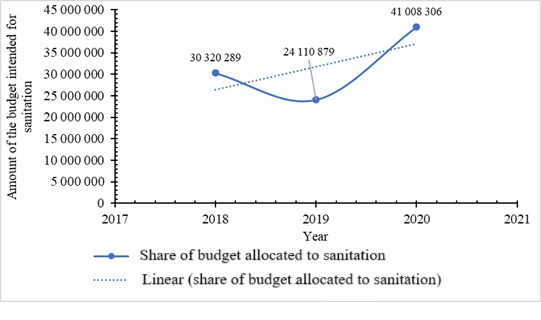 45 000 000
40 000 000
35 000 000
30 000 000
25 000 000
20 000 000
15 000 000
10 000 000
5 000 000
0
Amount of the budget intended for
sanitation
30 320 289
24 110 879
41 008 306
2017 2018 2019 2020 2021
Year
Share of budget allocated to sanitation
Linear (share of budget allocated to sanitation)